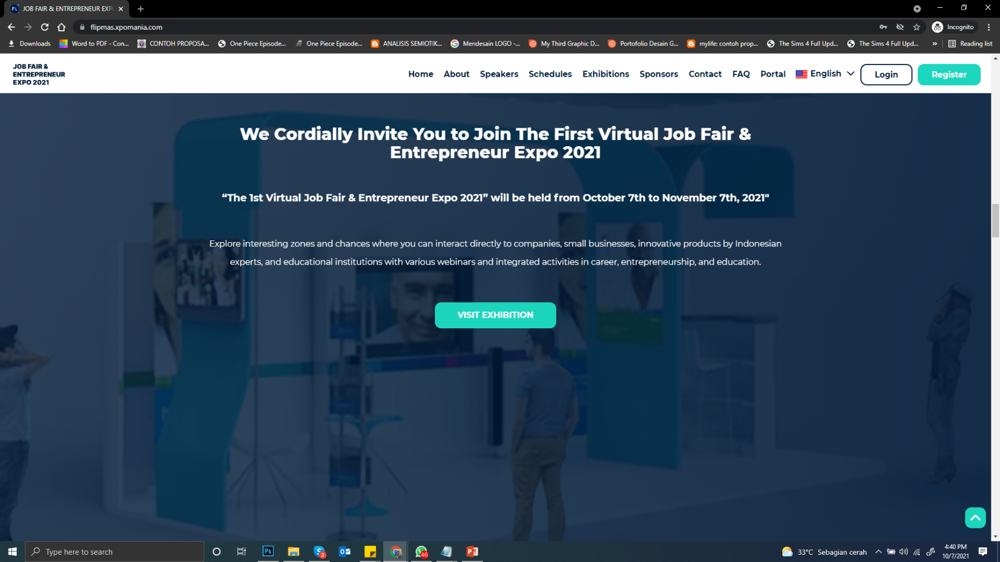 JOB FAIR & ENTREPRENEUR EXPO
flipmas.xpomania.com
Incognito
Downloads
Word to PDF - Con...
CONTOH PROPOSA...
One Piece Episode...
One Piece Episode...
ANALISIS SEMIOTIK...
Mendesain LOGO -...
My Third Graphic D...
Portofolio Desain G...
mylife: contoh prop...
The Sims 4 Full Upd...
The Sims 4 Full Upd...
Reading list
JOB FAIR &
ENTREPRENEUR
EXPO 2021
Home
About
Speakers
Schedules
Exhibitions
Sponsors
Contact
FAQ
Portal
English
Login
Register
We Cordially Invite You to Join The First Virtual Job Fair &
Entrepreneur Expo 2021
“The 1st Virtual Job Fair & Entrepreneur Expo 2021” will be held from October 7th to November 7th, 2021"
Explore interesting zones and chances where you can interact directly to companies, small businesses, innovative products by Indonesian
experts, and educational institutions with various webinars and integrated activities in career, entrepreneurship, and education.
VISIT EXHIBITION
Type here to search
Ps
3
46
33°C Sebagian cerah
4:40 PM
10/7/2021